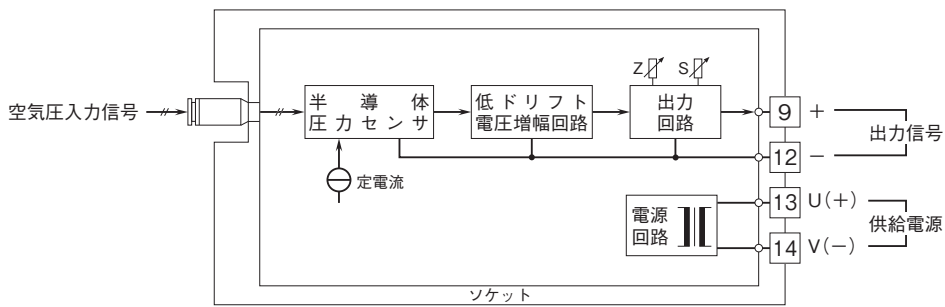 Z
S
空気圧入力信号
半導体
圧力センサ
低ドリフト
電圧増幅回路
出力
回路
9
+
出力信号
12
−
定電流
電源
回路
13
U(+)
供給電源
14
V(−)
ソケット